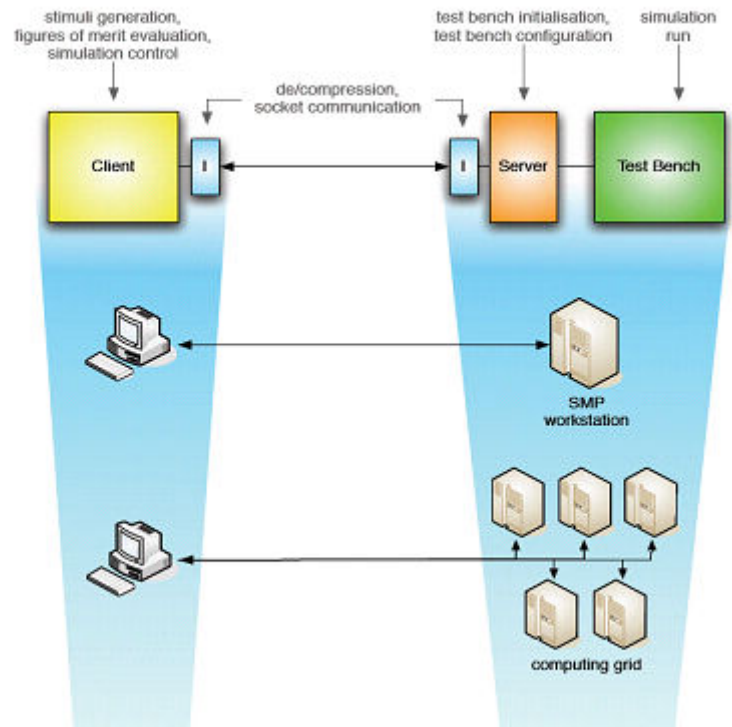 stimuli generation,
figures of merit evaluation,
simulation control
test bench initialisation,
test bench configuration
simulation
run
de/compression,
socket communication
Client
I
I
Server
Test Bench
SMP
workstation
computing grid